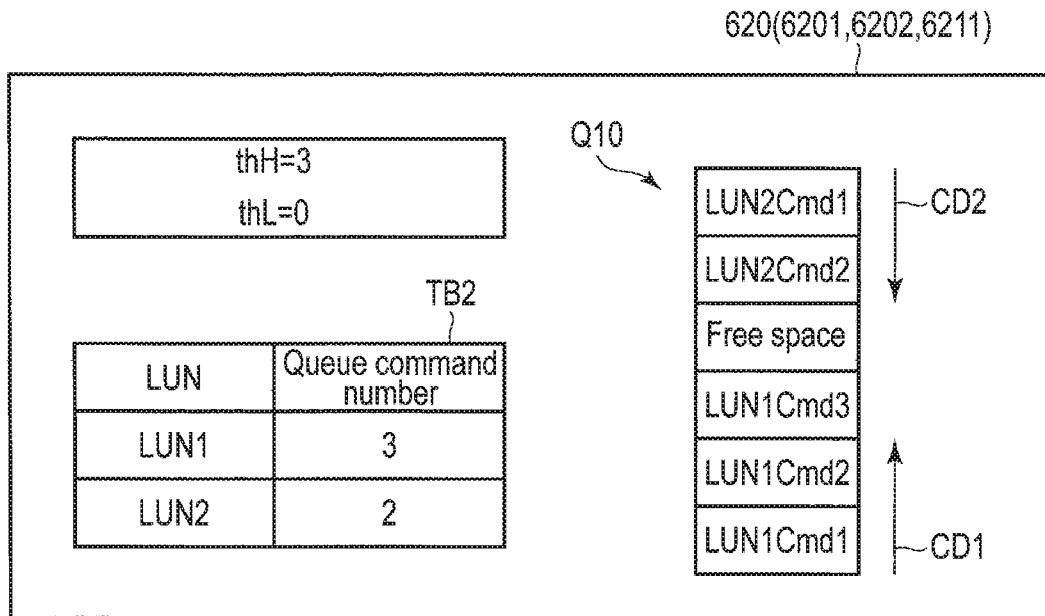 620(6201,6202,6211)
thH=3
thL=0
Q10
LUN2Cmd1
LUN2Cmd2
Free space
LUN1Cmd3
LUN1Cmd2
LUN1Cmd1
CD2
CD1
TB2
LUN
Queue command
number
LUN1
3
LUN2
2